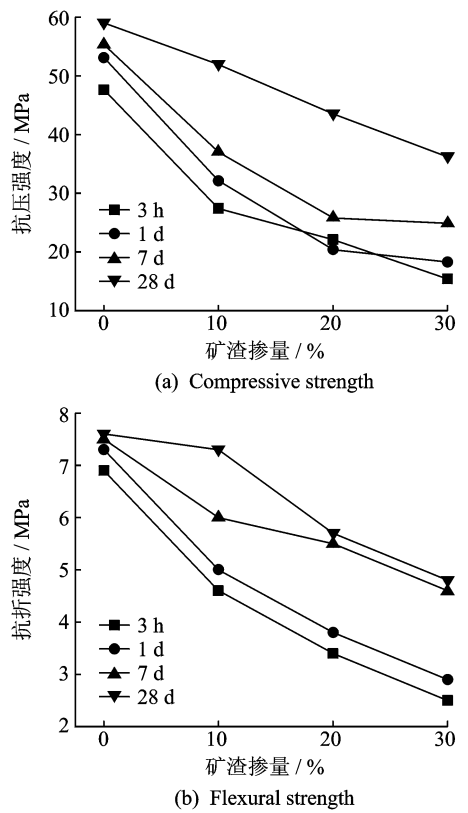 60
50
40
30
20
10
抗压强度 / MPa
3 h
1 d
7 d
28 d
0 10 20 30
矿渣掺量 / %
(a) Compressive strength
8
7
6
5
4
3
2
抗折强度 / MPa
3 h
1 d
7 d
28 d
0 10 20 30
矿渣掺量 / %
(b) Flexural strength